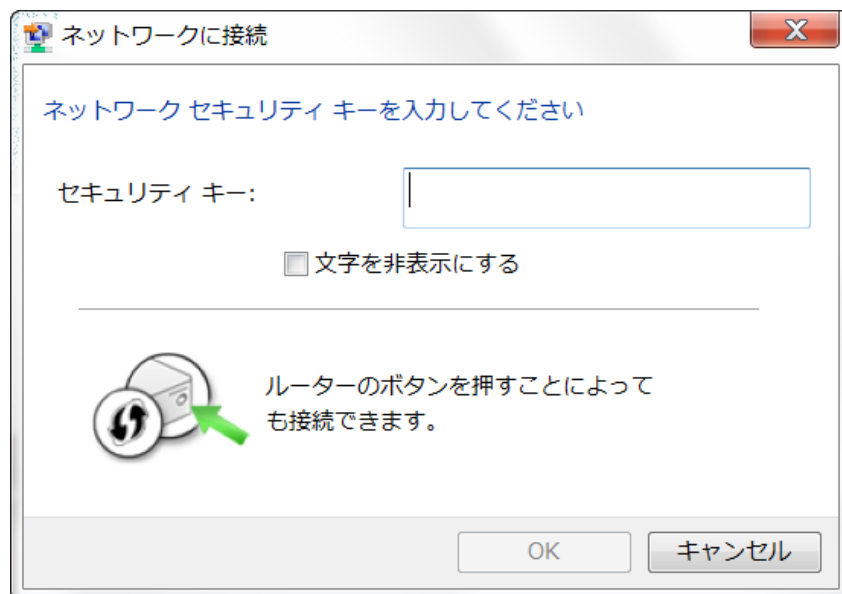 ネットワークに接続
ネットワーク セキュリティ キーを入力してください
セキュリティ キー:
文字を非表示にする
ルーターのボタンを押すことによって
も接続できます。
OK
キャンセル